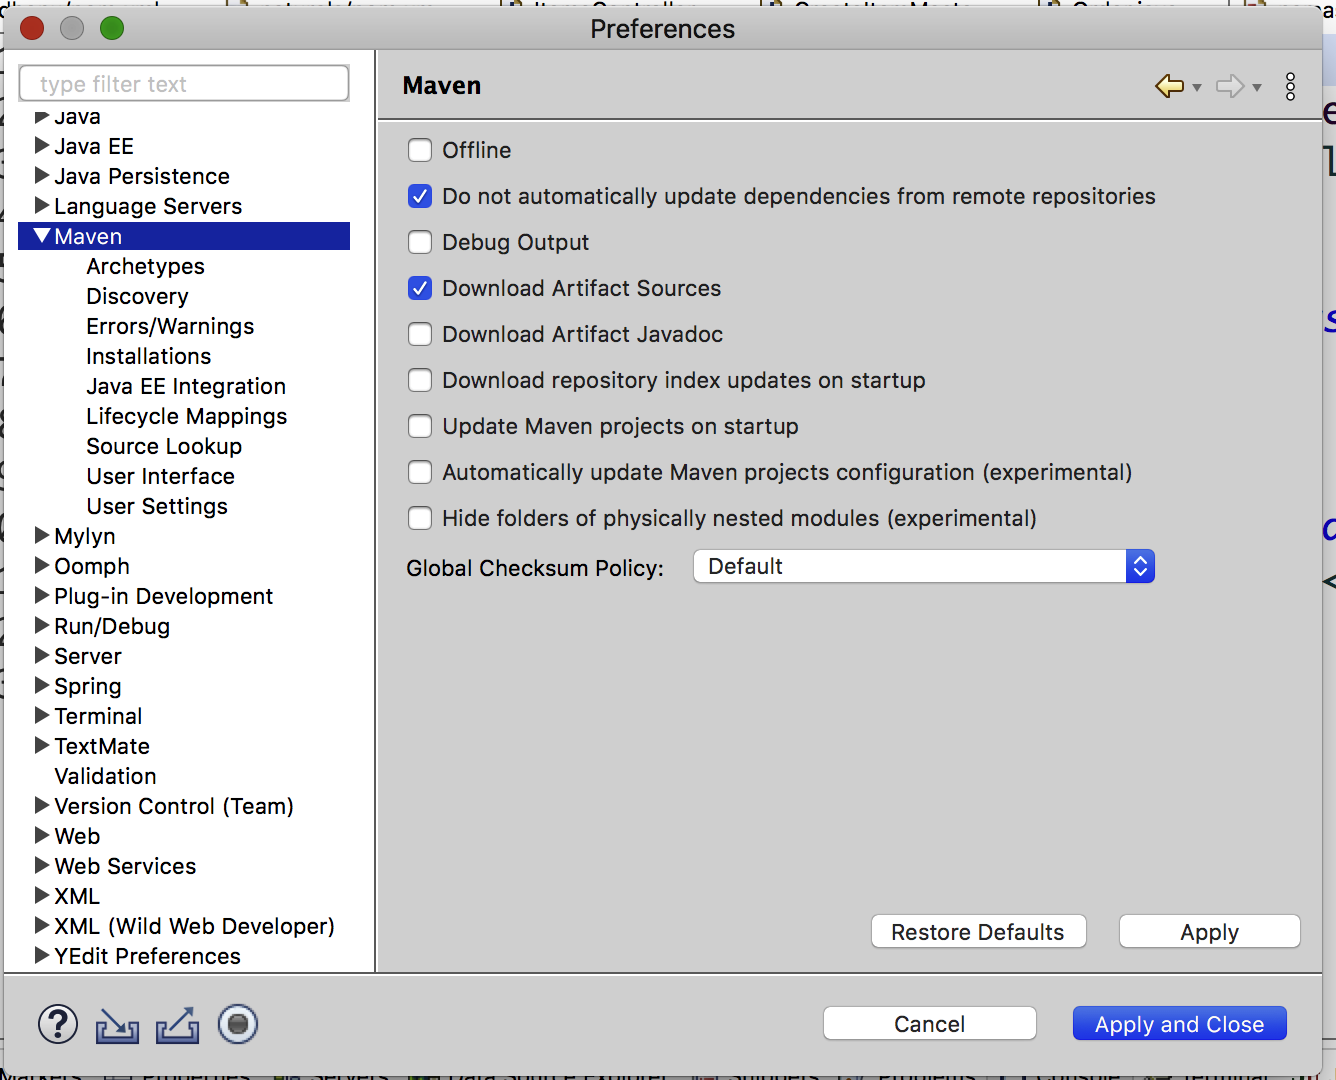 Preferences
type filter text
Java
Java EE
Java Persistence
Language Servers
Maven
Archetypes
Discovery
Errors/Warnings
Installations
Java EE Integration
Lifecycle Mappings
Source Lookup
User Interface
User Settings
Mylyn
Oomph
Plug-in Development
Run/Debug
Server
Spring
Terminal
TextMate
Validation
Version Control (Team)
Web
Web Services
XML
XML (Wild Web Developer)
YEdit Preferences
Maven
Offline
Do not automatically update dependencies from remote repositories
Debug Output
Download Artifact Sources
Download Artifact Javadoc
Download repository index updates on startup
Update Maven projects on startup
Automatically update Maven projects configuration (experimental)
Hide folders of physically nested modules (experimental)
Global Checksum Policy: Default
Restore Defaults Apply
Cancel Apply and Close